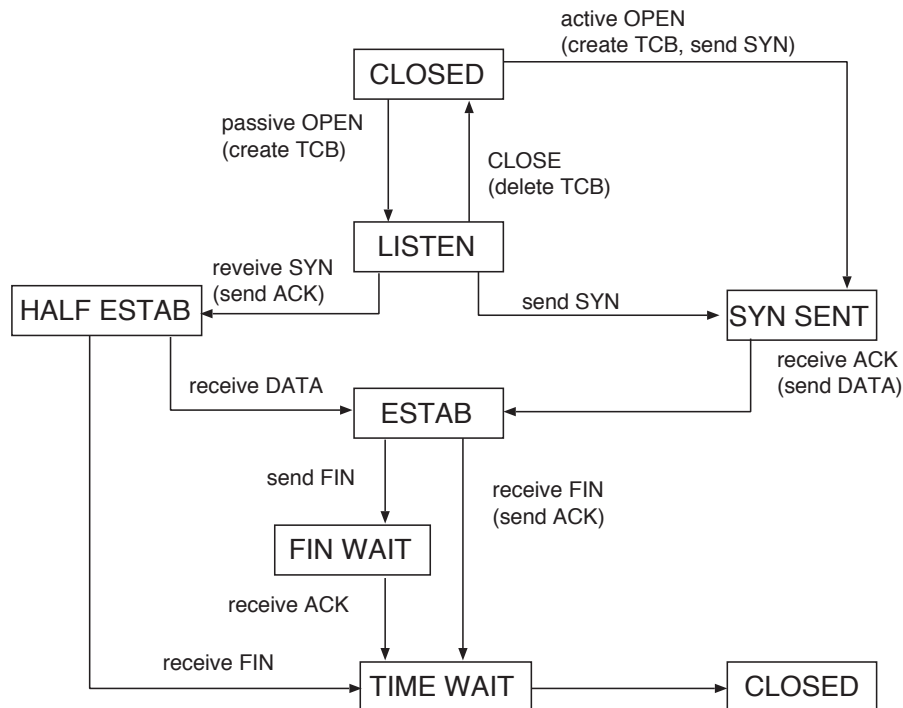 active OPEN
(create TCB, send SYN)
CLOSED
passive OPEN
(create TCB)
CLOSE
(delete TCB)
LISTEN
reveive SYN
(send ACK)
send SYN
HALF ESTAB
SYN SENT
receive ACK
(send DATA)
receive DATA
ESTAB
send FIN
receive FIN
(send ACK)
FIN WAIT
receive ACK
receive FIN
TIME WAIT
CLOSED